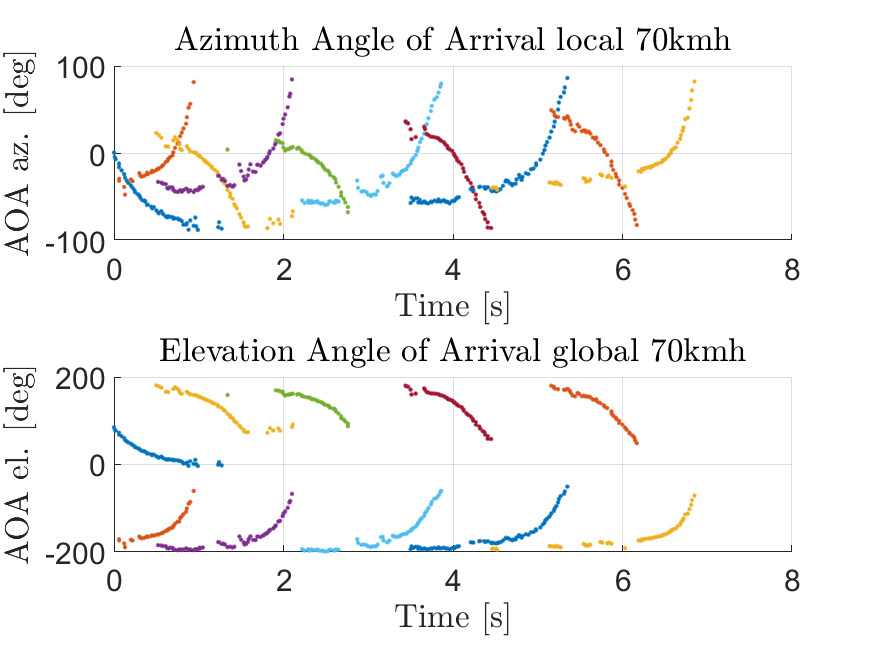 Azimuth Angle of Arrival local 70kmh
AOA az. [deg]
100
0
-100
0 2 4 6 8
Time [s]
Elevation Angle of Arrival global 70kmh
AOA el. [deg]
200
0
-200
0 2 4 6 8
Time [s]